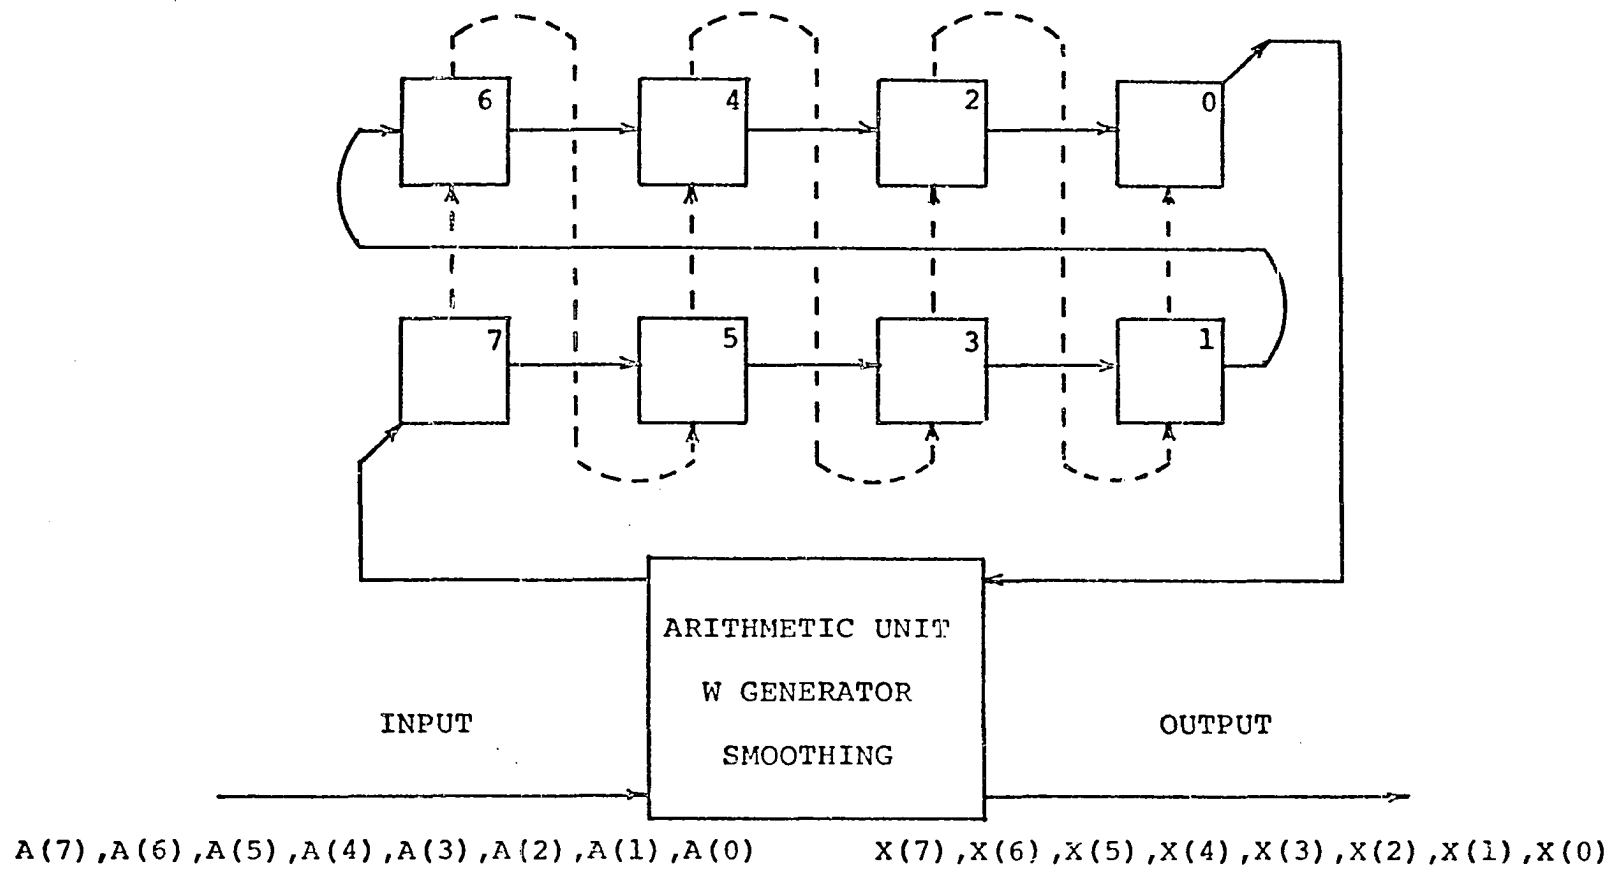 6
4
2
0
7
5
3
1
ARITHMETIC UNIT
W GENERATOR
SMOOTHING
INPUT
OUTPUT
A(7),A(6),A(5),A(4),A(3),A(2),A(1),A(0)
X(7),X(6),X(5),X(4),X(3),X(2),X(1),X(0)